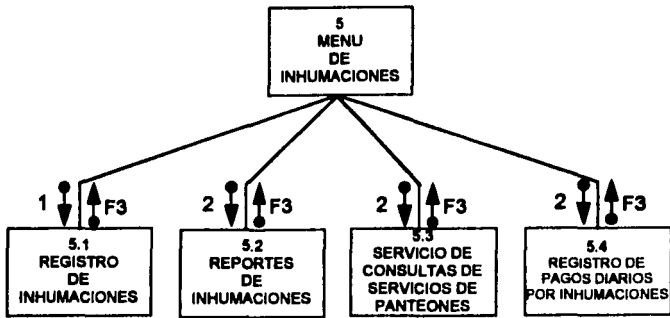 5
MENU
DE
INHUMACIONES
1 F3
2 F3
2 F3
2 F3
5.1
REGISTRO
DE
INHUMACIONES
5.2
REPORTES
DE
INHUMACIONES
5.3
SERVICIO DE
CONSULTAS DE
SERVICIOS DE
PANTEONES
5.4
REGISTRO DE
PAGOS DIARIOS
POR INHUMACIONES